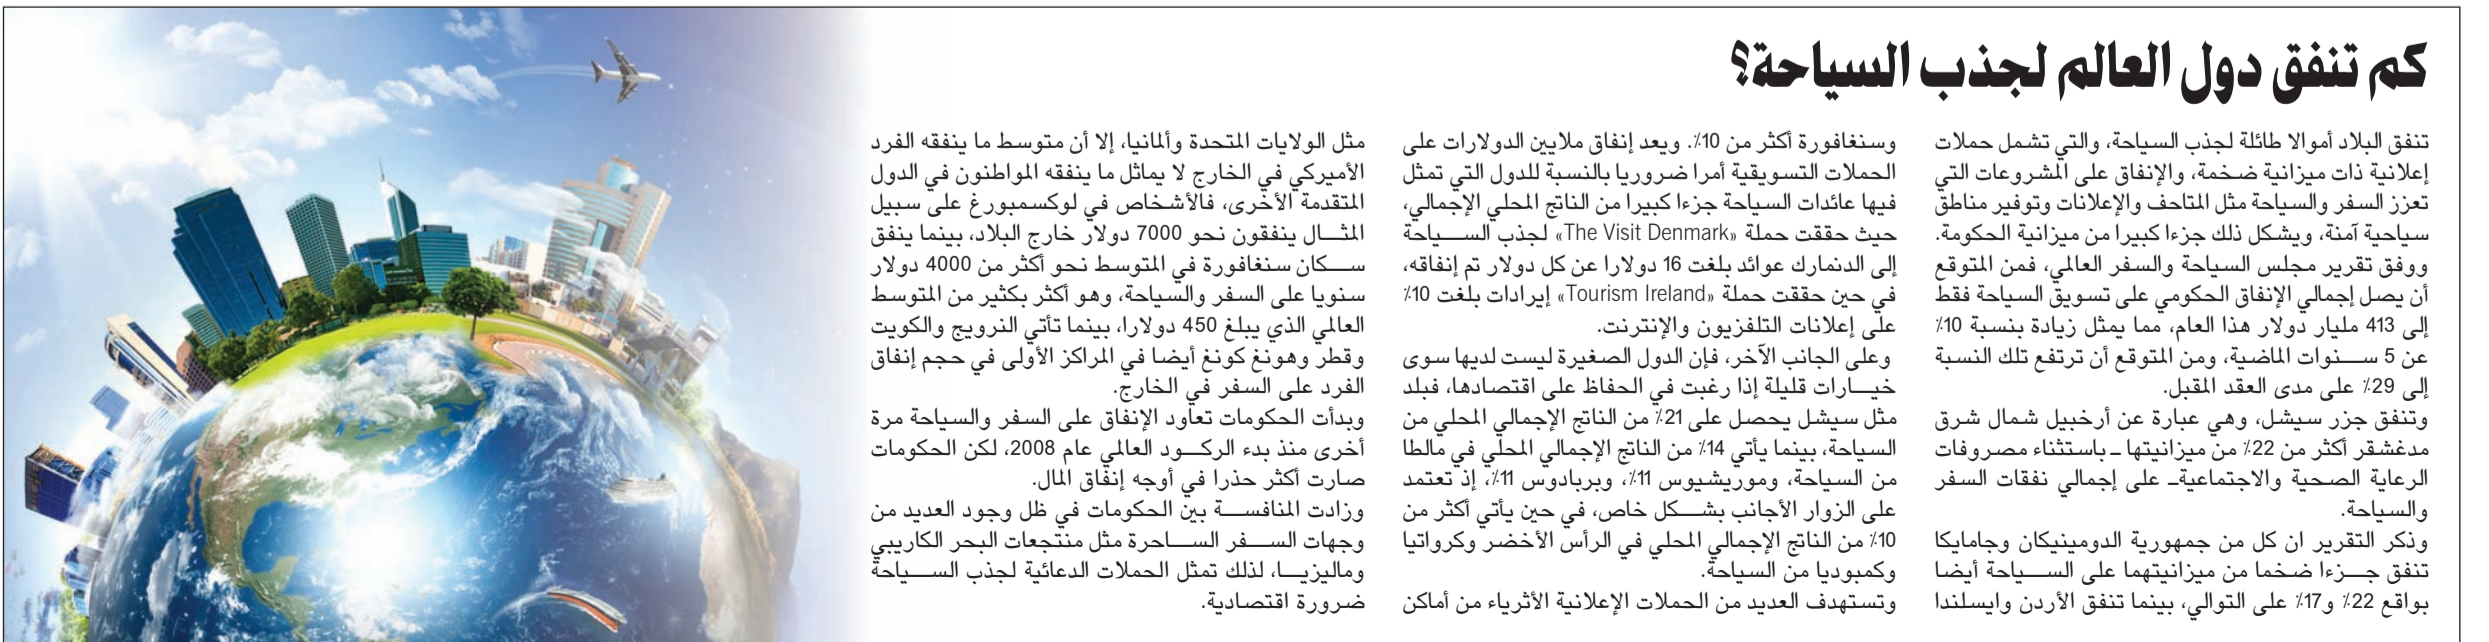 كم تنفق دول العالم لجذب السياحة؟
تنفق البلاد أموالا طائلة لجذب السياحة، والتي تشمل حملات
إعلانية ذات ميزانية ضخمة، والإنفاق على المشروعات التي
تعزز السفر والسياحة مثل المتاحف والإعلانات وتوفير مناطق
سياحية آمنة، ويشكل ذلك جزءا كبيرا من ميزانية الحكومة.
ووفق تقرير مجلس السياحة والسفر العالمي، فمن المتوقع
أن يصل إجمالي الإنفاق الحكومي على تسويق السياحة فقط
إلى 413 مليار دولار هذا العام، مما يمثل زيادة بنسبة 10٪
عن 5 سنوات الماضية، ومن المتوقع أن ترتفع تلك النسبة
إلى 29٪ على مدى العقد المقبل.
وتنفق جزر سيشل، وهي عبارة عن أرخبيل شمال شرق
مدغشقر أكثر من 22٪ من ميزانيتها ـ باستثناء مصروفات
الرعاية الصحية والاجتماعيةـ على إجمالي نفقات السفر
والسياحة.
وذكر التقرير ان كل من جمهورية الدومينيكان وجامايكا
تنفق جزءا ضخما من ميزانيتهما على السياحة أيضا
بواقع 22٪ و17٪ على التوالي، بينما تنفق الأردن وايسلندا
وسنغافورة أكثر من 10٪. ويعد إنفاق ملايين الدولارات على
الحملات التسويقية أمرا ضروريا بالنسبة للدول التي تمثل
فيها عائدات السياحة جزءا كبيرا من الناتج المحلي الإجمالي،
حيث حققت حملة «The Visit Denmark» لجذب السياحة
إلى الدنمارك عوائد بلغت 16 دولارا عن كل دولار تم إنفاقه،
في حين حققت حملة «Tourism Ireland» إيرادات بلغت 10٪
على إعلانات التلفزيون والإنترنت.
وعلى الجانب الآخر، فإن الدول الصغيرة ليست لديها سوى
خيارات قليلة إذا رغبت في الحفاظ على اقتصادها، فبلد
مثل سيشل يحصل على 21٪ من الناتج الإجمالي المحلي من
السياحة، بينما يأتي 14٪ من الناتج الإجمالي المحلي في مالطا
من السياحة، وموريشيوس 11٪، وبربادوس 11٪، إذ تعتمد
على الزوار الأجانب بشكل خاص، في حين يأتي أكثر من
10٪ من الناتج الإجمالي المحلي في الرأس الأخضر وكرواتيا
وكمبوديا من السياحة.
وتستهدف العديد من الحملات الإعلانية الأثرياء من أماكن
مثل الولايات المتحدة وألمانيا، إلا أن متوسط ما ينفقه الفرد
الأميركي في الخارج لا يماثل ما ينفقه المواطنون في الدول
المتقدمة الأخرى، فالأشخاص في لوكسمبورغ على سبيل
المثال ينفقون نحو 7000 دولار خارج البلاد، بينما ينفق
سكان سنغافورة في المتوسط نحو أكثر من 4000 دولار
سنويا على السفر والسياحة، وهو أكثر بكثير من المتوسط
العالمي الذي يبلغ 450 دولارا، بينما تأتي النرويج والكويت
وقطر وهونغ كونغ أيضا في المراكز الأولى في حجم إنفاق
الفرد على السفر في الخارج.
وبدأت الحكومات تعاود الإنفاق على السفر والسياحة مرة
أخرى منذ بدء الركود العالمي عام 2008، لكن الحكومات
صارت أكثر حذرا في أوجه إنفاق المال.
وزادت المنافسة بين الحكومات في ظل وجود العديد من
وجهات السفر الساحرة مثل منتجعات البحر الكاريبي
وماليزيا، لذلك تمثل الحملات الدعائية لجذب السياحة
ضرورة اقتصادية.